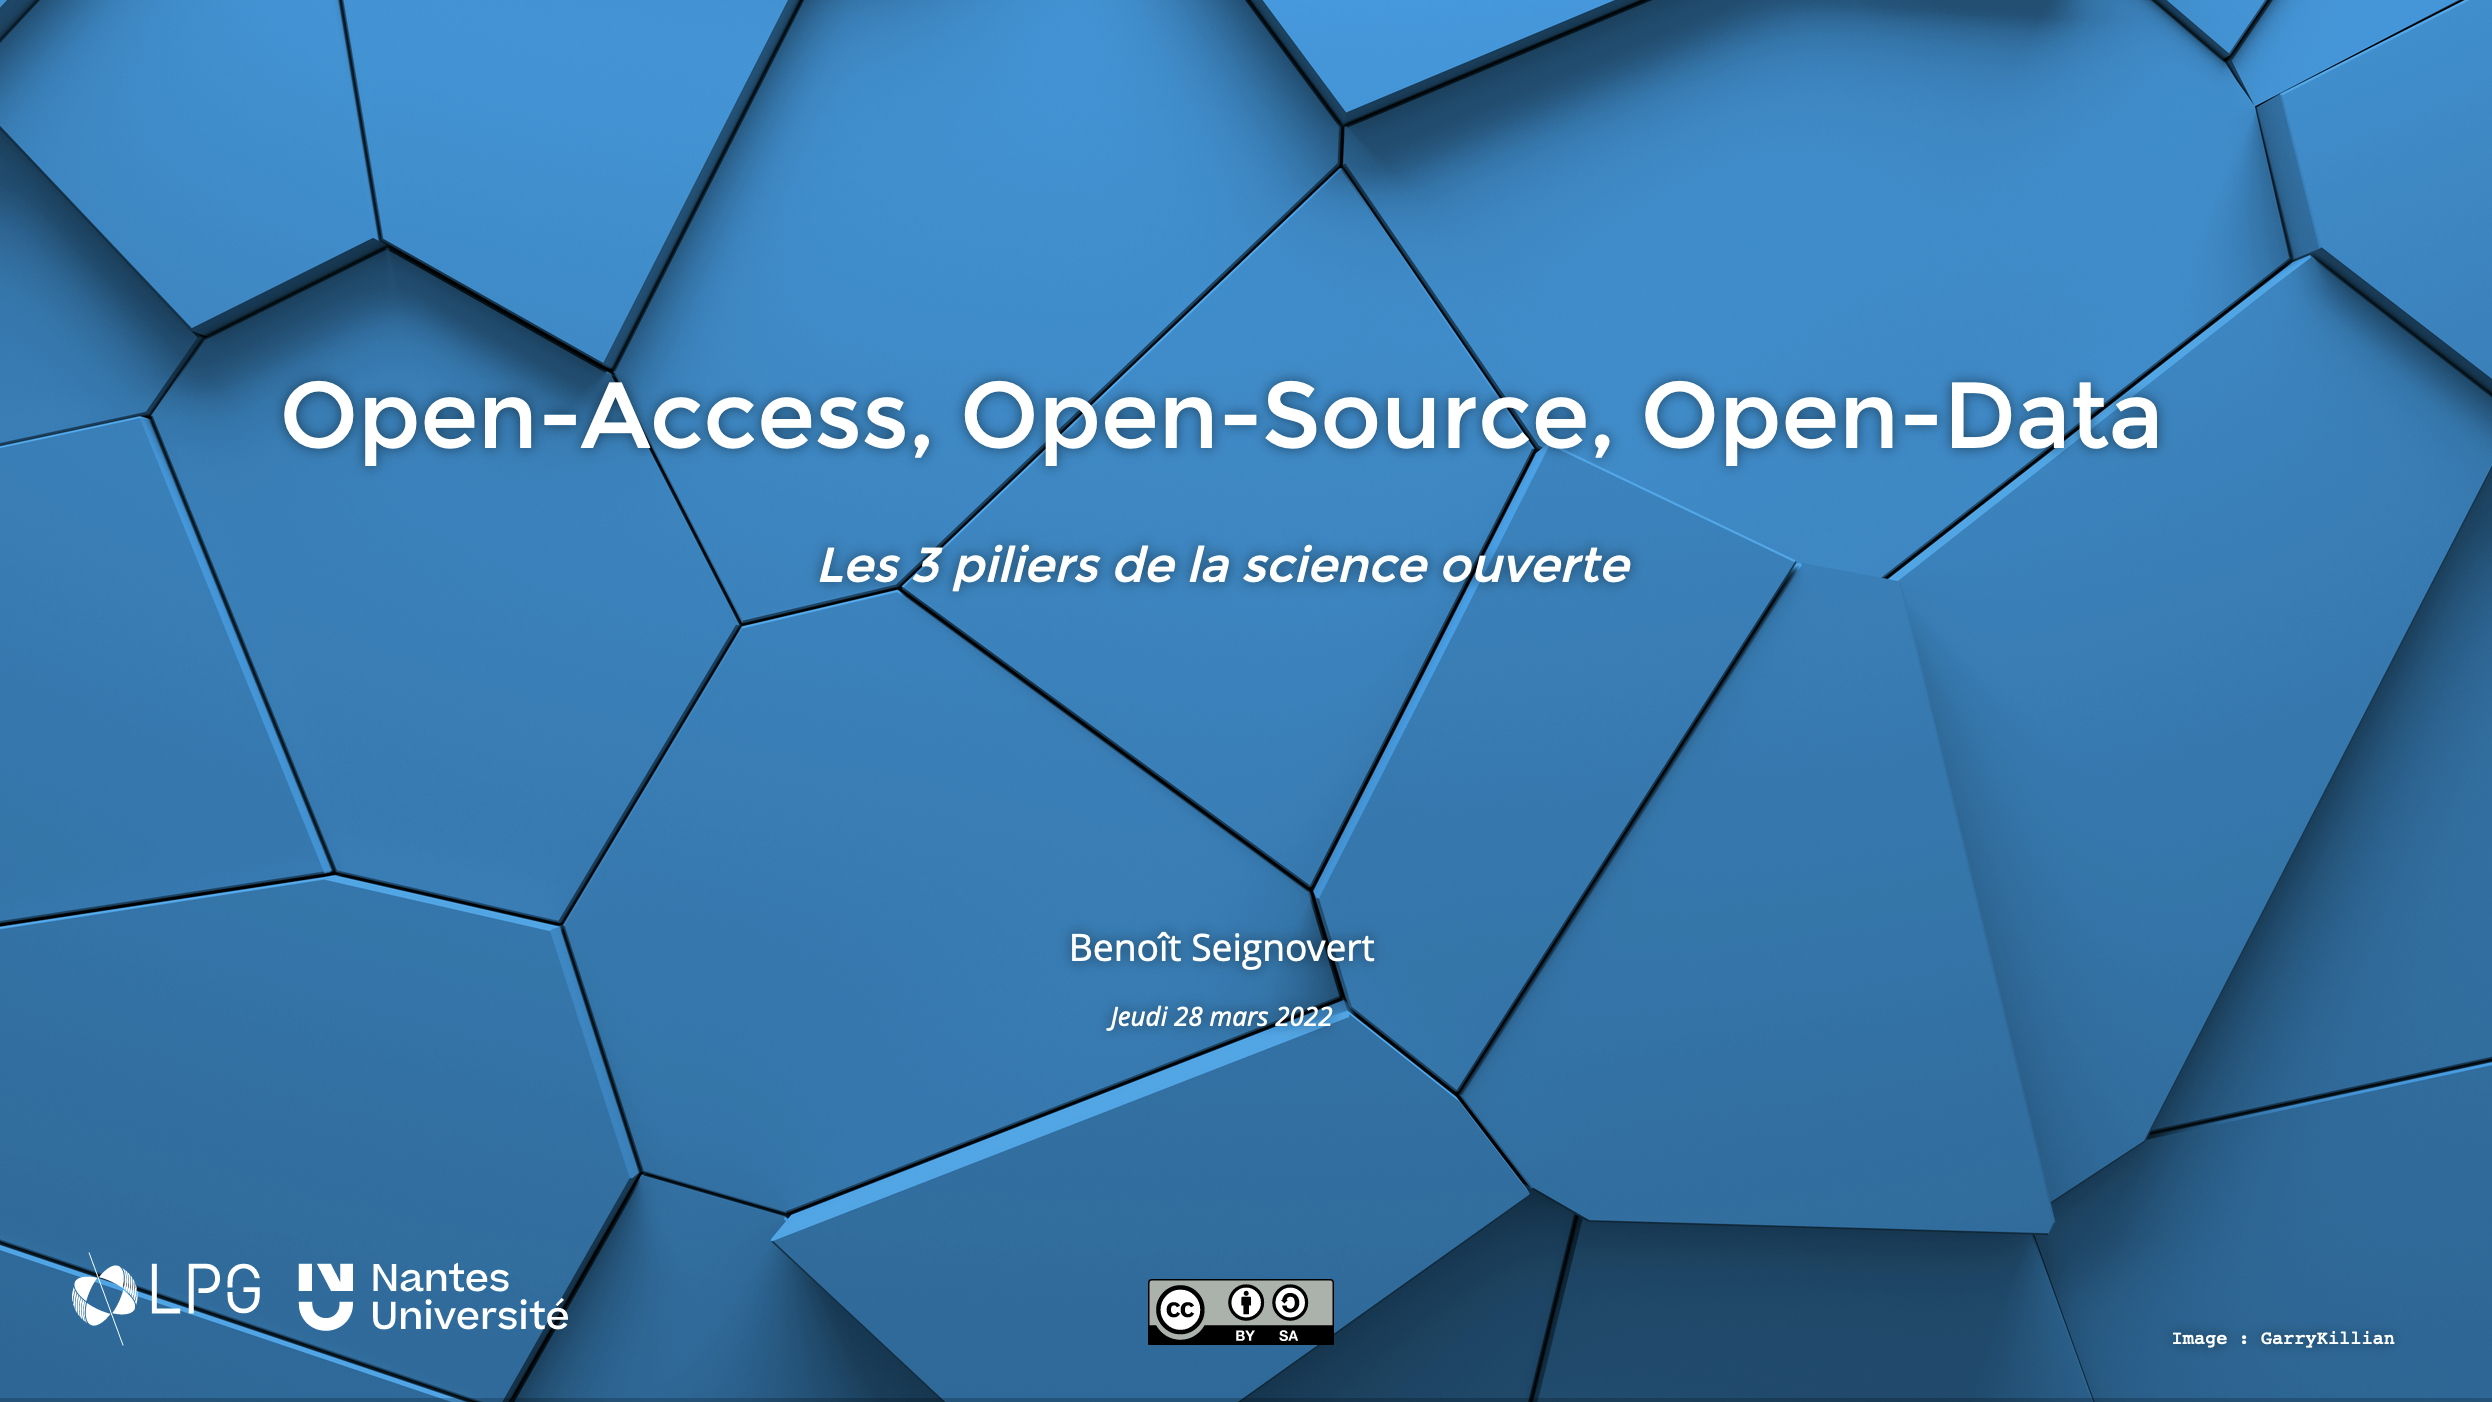 Open-Access, Open-Source, Open-Data
Les 3 piliers de la science ouverte
Benoît Seignovert
Jeudi 28 mars 2022
LPG
Nantes
Université
CC
BY SA
Image : GarryKillian